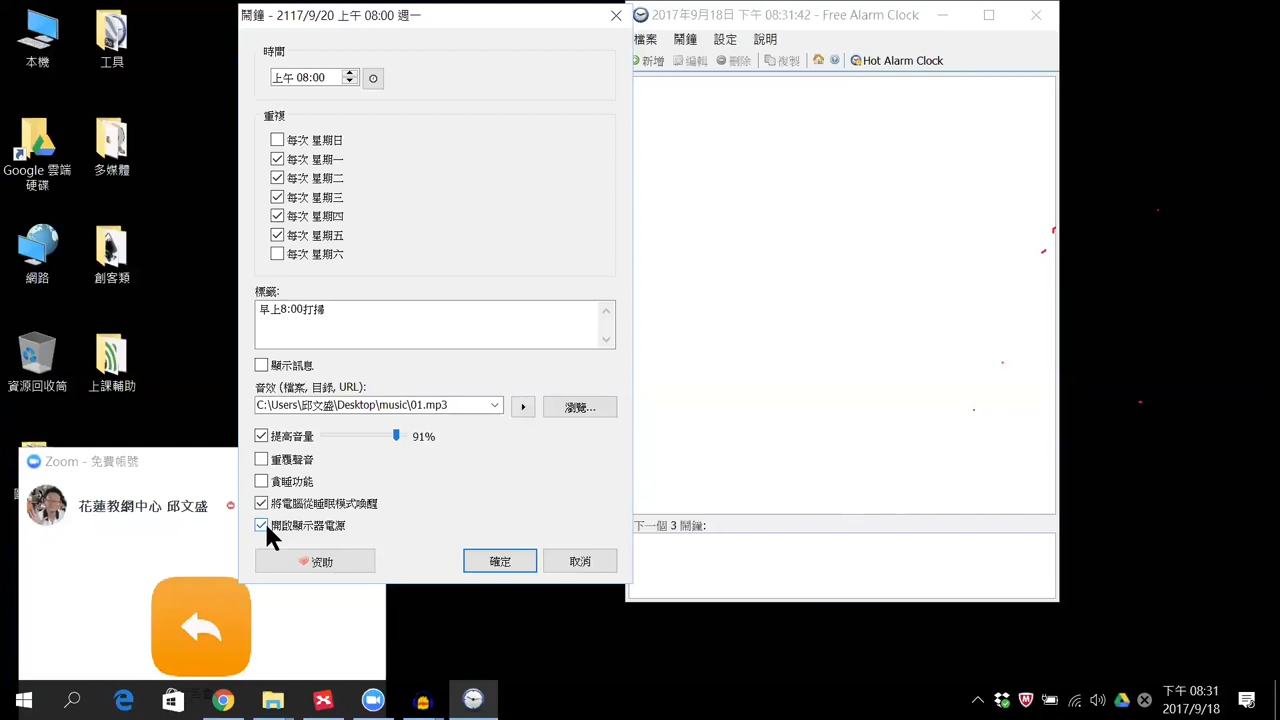 本機
工具
Google 雲端
硬碟
多媒體
網路
創客類
資源回收筒
上課輔助
Zoom - 免費帳號
花蓮教網中心 邱文盛
鬧鐘 - 2117/9/20 上午 08:00 週一
時間
上午 08:00
重複
每次 星期日
每次 星期一
每次 星期二
每次 星期三
每次 星期四
每次 星期五
每次 星期六
標籤:
早上8:00打掃
顯示訊息
音效 (檔案, 目錄, URL):
C:\Users\邱文盛\Desktop\music\01.mp3
瀏覽...
提高音量
91%
重覆聲音
貪睡功能
將電腦從睡眠模式喚醒
開啟顯示器電源
资助
確定
取消
2017年9月18日 下午 08:31:42 - Free Alarm Clock
檔案 鬧鐘 設定 說明
新增 編輯 刪除 複製 Hot Alarm Clock
下一個 3 鬧鐘:
下午 08:31
2017/9/18